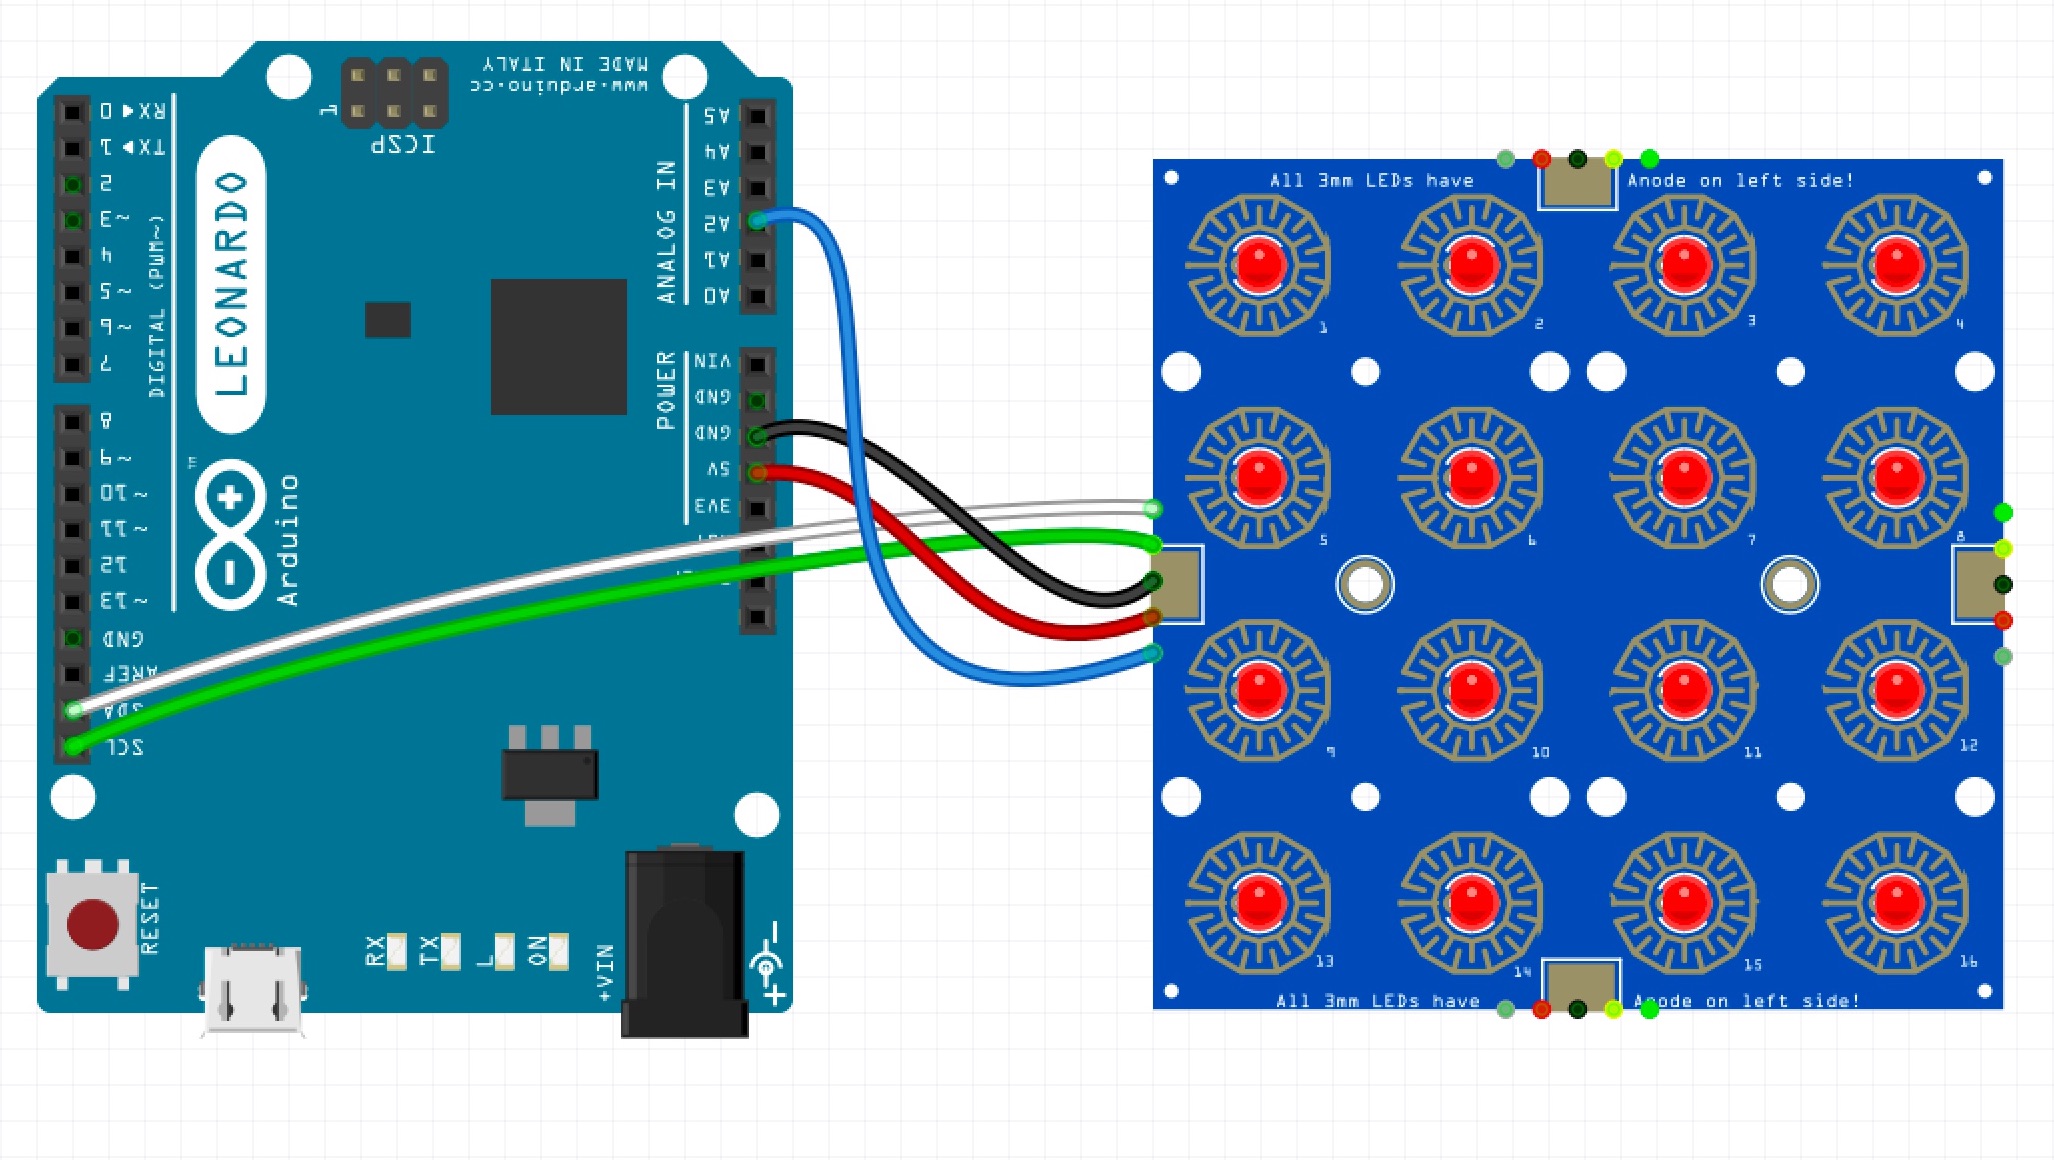 MADE IN ITALY
www.arduino.cc
1
ICSP
RX ◀ 0
TX ▶ 1
2
~ 3
4
~ 5
~ 6
7
DIGITAL (PWM~)
LEONARDO
8
~ 9
~ 10
~ 11
12
~ 13
GND
AREF
SDA
SCL
TM
Arduino
A5
A4
A3
A2
A1
A0
ANALOG IN
VIN
GND
GND
5V
3V3
POWER
RESET
RX
TX
L
ON
+VIN
-
+
All 3mm LEDs have Anode on left side!
1
2
3
4
5
6
7
8
9
10
11
12
13
14
15
16
All 3mm LEDs have Anode on left side!